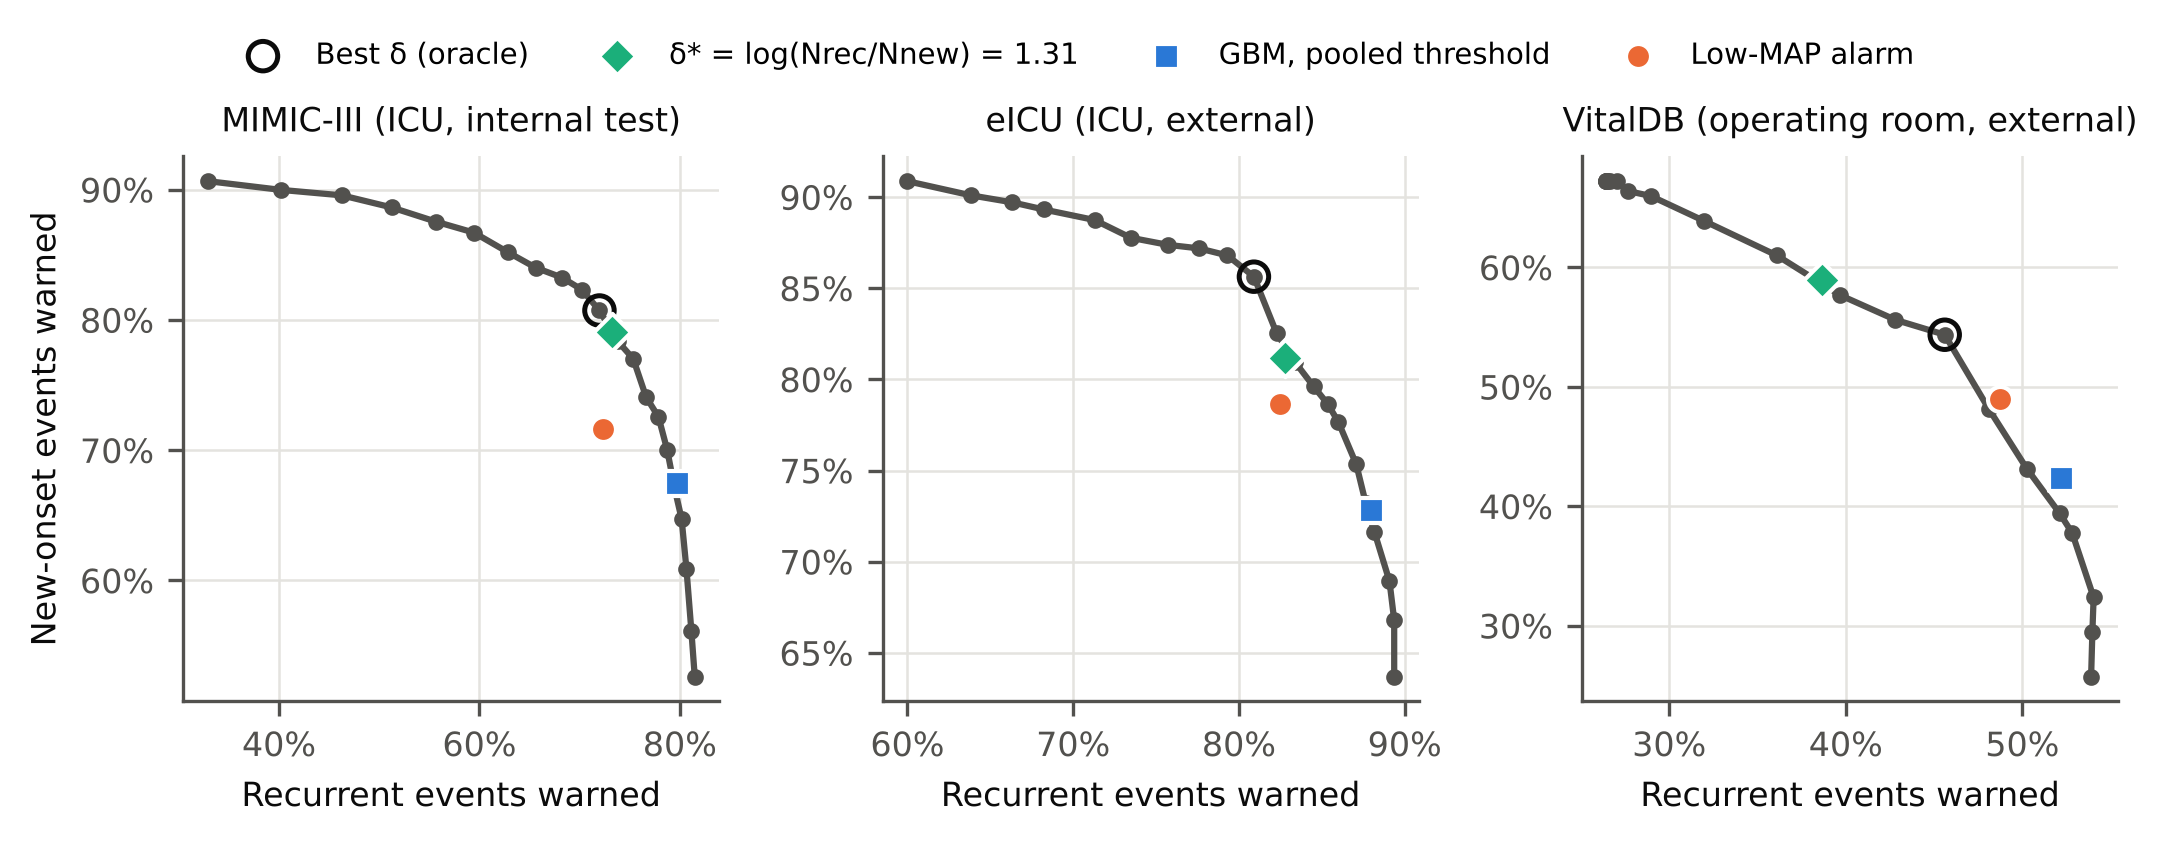 Best δ (oracle)
δ* = log(Nrec/Nnew) = 1.31
GBM, pooled threshold
Low-MAP alarm
MIMIC-III (ICU, internal test)
New-onset events warned
90%
80%
70%
60%
40%
60%
80%
Recurrent events warned
eICU (ICU, external)
90%
85%
80%
75%
70%
65%
60%
70%
80%
90%
Recurrent events warned
VitalDB (operating room, external)
60%
50%
40%
30%
30%
40%
50%
Recurrent events warned